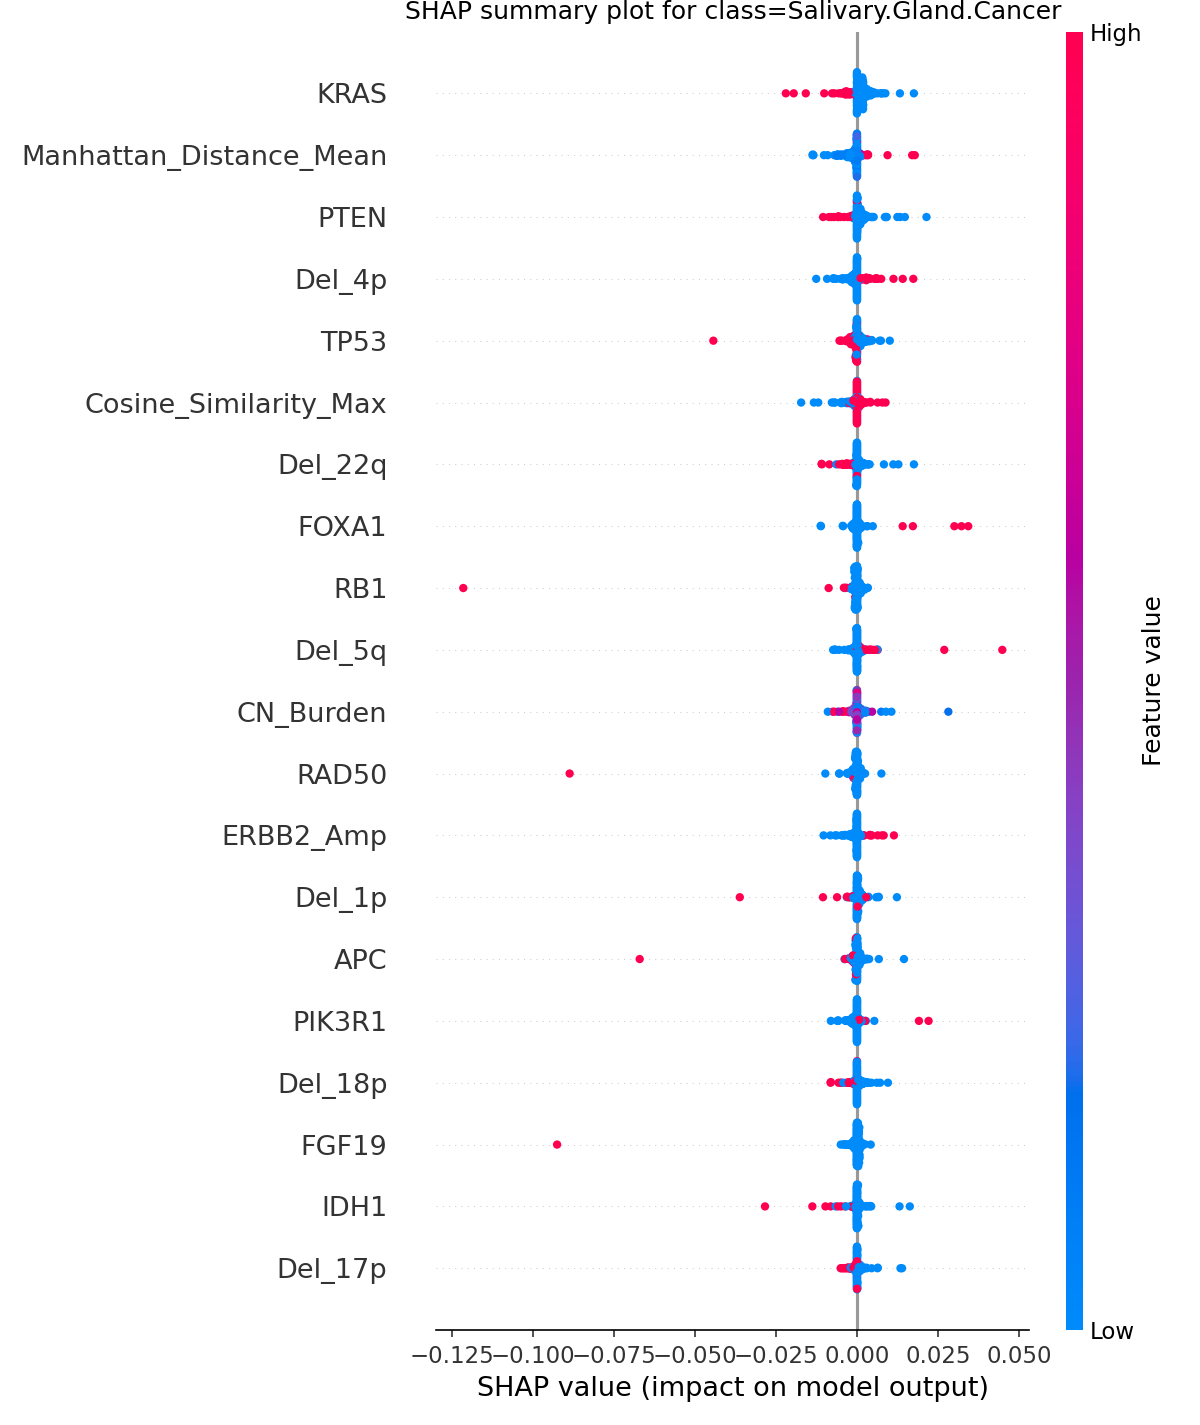 SHAP summary plot for class=Salivary.Gland.Cancer
High
KRAS
Manhattan_Distance_Mean
PTEN
Del_4p
TP53
Cosine_Similarity_Max
Del_22q
FOXA1
RB1
Del_5q
CN_Burden
RAD50
ERBB2_Amp
Del_1p
APC
PIK3R1
Del_18p
FGF19
IDH1
Del_17p
Feature value
Low
−0.125 −0.100 −0.075 −0.050 −0.025 0.000 0.025 0.050
SHAP value (impact on model output)